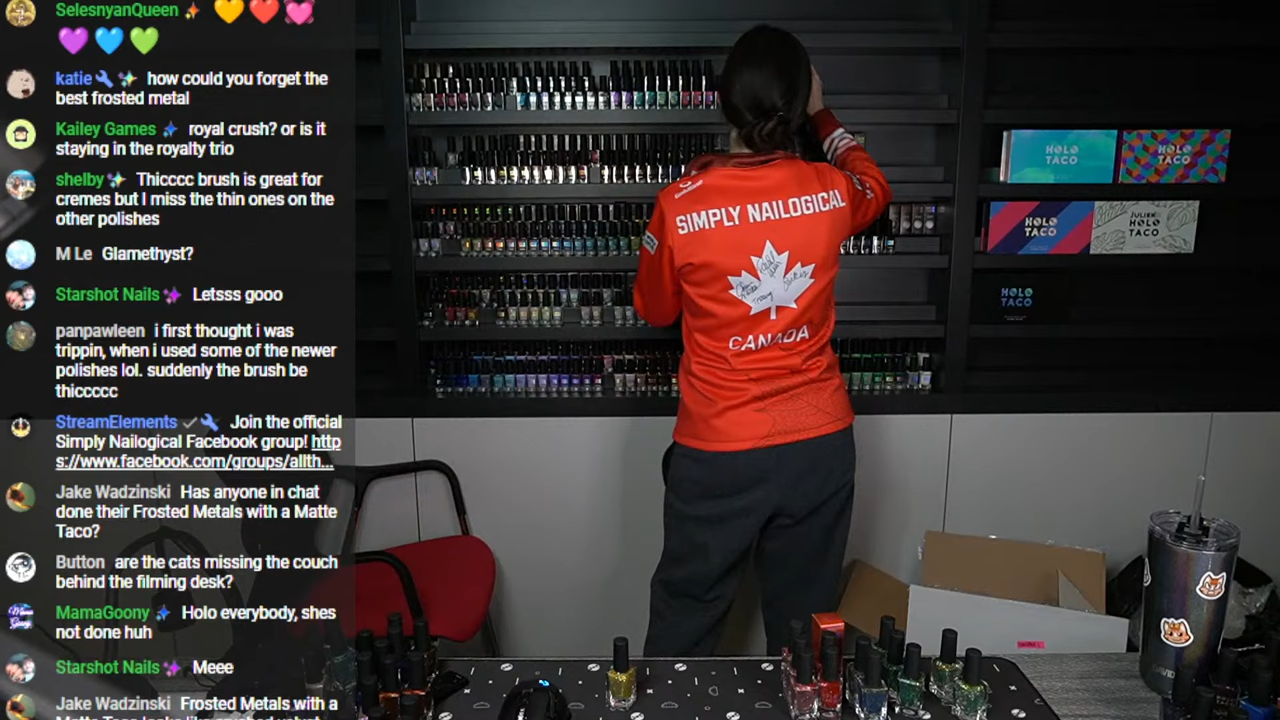 SelesnyanQueen
katie how could you forget the
best frosted metal
Kailey Games royal crush? or is it
staying in the royalty trio
shelby Thicccc brush is great for
cremes but I miss the thin ones on the
other polishes
M Le Glamethyst?
Starshot Nails Letsss gooo
panpawleen i first thought i was
trippin, when i used some of the newer
polishes lol. suddenly the brush be
thiccccc
StreamElements Join the official
Simply Nailogical Facebook group! http
s://www.facebook.com/groups/allth...
Jake Wadzinski Has anyone in chat
done their Frosted Metals with a Matte
Taco?
Button are the cats missing the couch
behind the filming desk?
MamaGoony Holo everybody, shes
not done huh
Starshot Nails Meee
Jake Wadzinski Frosted Metals with a
SIMPLY NAILOGICAL
CANADA
HOLO
TACO
HOLO
TACO
HOLO
TACO
JULIEN
HOLO
TACO
HOLO
TACO